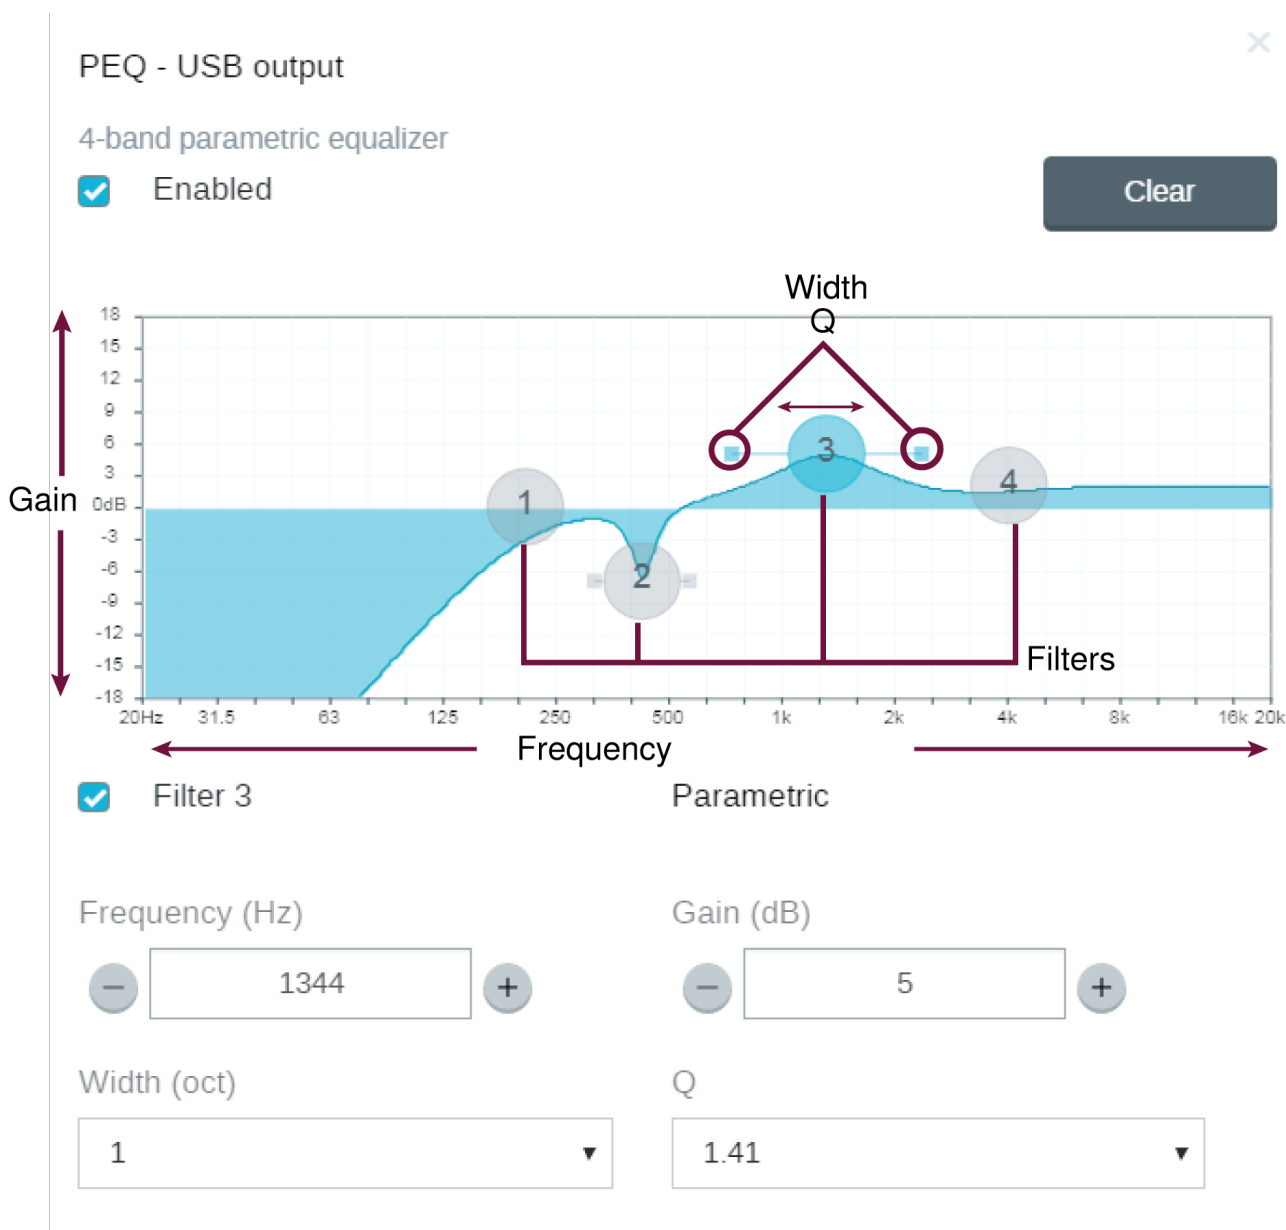 PEQ - USB output
4-band parametric equalizer
Enabled
Clear
Width
Q
18
15
12
9
6
3
0dB
-3
-6
-9
-12
-15
-18
Gain
1
2
3
4
Filters
20Hz 31.5 63 125 250 500 1k 2k 4k 8k 16k 20k
Frequency
Filter 3 Parametric
Frequency (Hz) Gain (dB)
− 1344 + − 5 +
Width (oct) Q
1 1.41